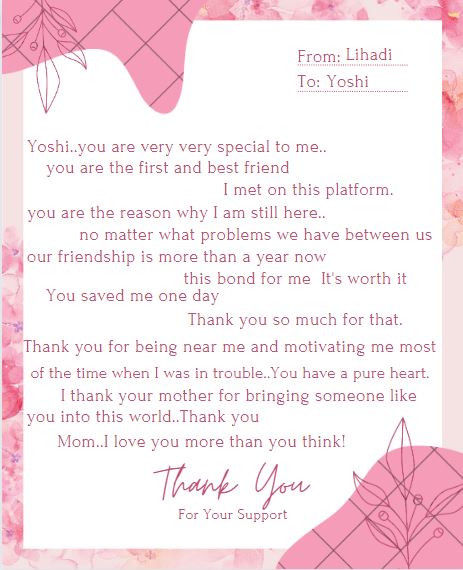 From: Lihadi
To: Yoshi
Yoshi..you are very very special to me..
you are the first and best friend
I met on this platform.
you are the reason why I am still here..
no matter what problems we have between us
our friendship is more than a year now
this bond for me It's worth it
You saved me one day
Thank you so much for that.
Thank you for being near me and motivating me most
of the time when I was in trouble..You have a pure heart.
I thank your mother for bringing someone like
you into this world..Thank you
Mom..I love you more than you think!
Thank You
For Your Support